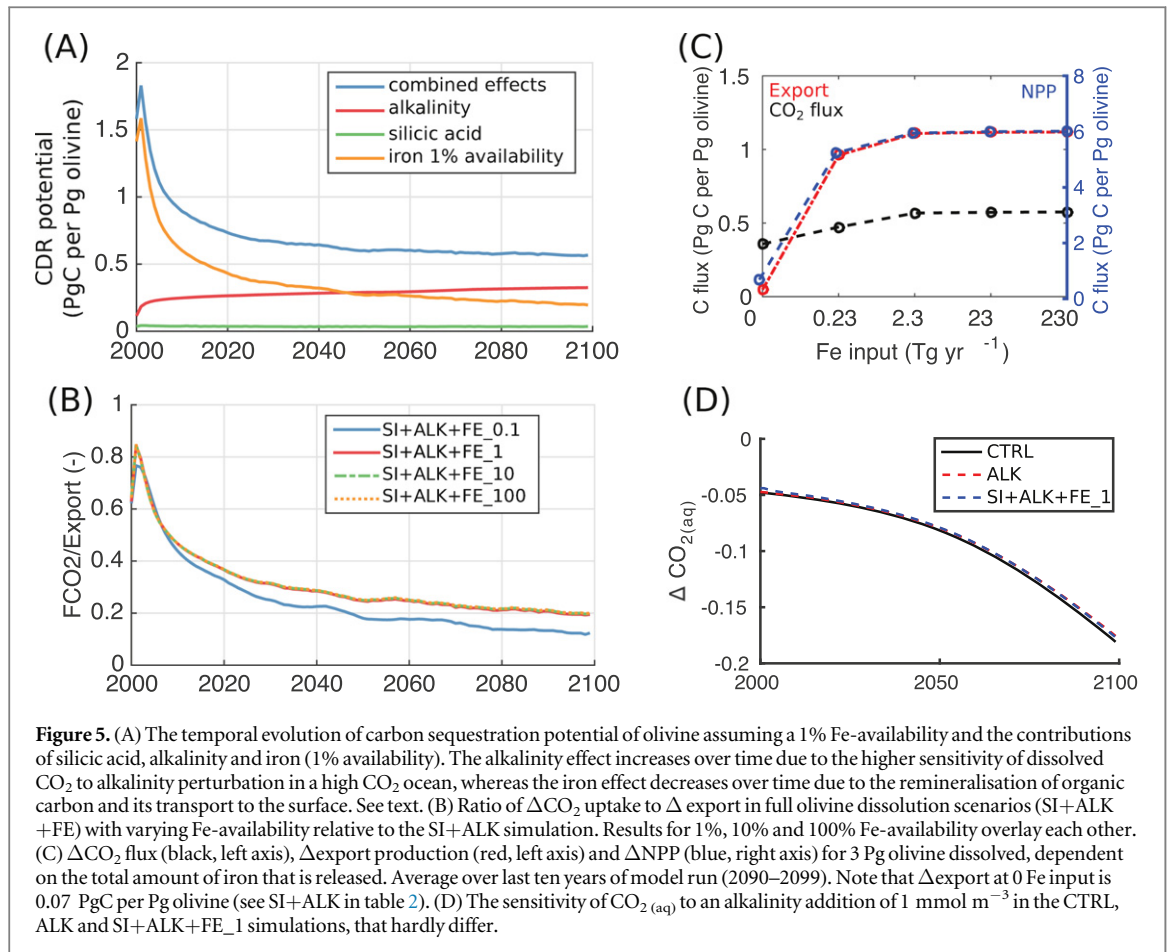 (A)
2
1.5
1
0.5
0
CDR potential
(PgC per Pg olivine)
combined effects
alkalinity
silicic acid
iron 1% availability
2000 2020 2040 2060 2080 2100
(C)
1.5
1
0.5
0
C flux (Pg C per Pg olivine)
Export
CO2 flux
NPP
8
6
4
2
0
C flux (Pg C per Pg olivine)
0 0.23 2.3 23 230
Fe input (Tg yr -1)
(B)
1
0.8
0.6
0.4
0.2
0
FCO2/Export (-)
SI+ALK+FE_0.1
SI+ALK+FE_1
SI+ALK+FE_10
SI+ALK+FE_100
2000 2020 2040 2060 2080 2100
(D)
0
-0.05
-0.1
-0.15
-0.2
Δ CO2(aq)
CTRL
ALK
SI+ALK+FE_1
2000 2050 2100
Figure 5. (A) The temporal evolution of carbon sequestration potential of olivine assuming a 1% Fe-availability and the contributions
of silicic acid, alkalinity and iron (1% availability). The alkalinity effect increases over time due to the higher sensitivity of dissolved
CO2 to alkalinity perturbation in a high CO2 ocean, whereas the iron effect decreases over time due to the remineralisation of organic
carbon and its transport to the surface. See text. (B) Ratio of ΔCO2 uptake to Δ export in full olivine dissolution scenarios (SI+ALK
+FE) with varying Fe-availability relative to the SI+ALK simulation. Results for 1%, 10% and 100% Fe-availability overlay each other.
(C) ΔCO2 flux (black, left axis), Δexport production (red, left axis) and ΔNPP (blue, right axis) for 3 Pg olivine dissolved, dependent
on the total amount of iron that is released. Average over last ten years of model run (2090–2099). Note that Δexport at 0 Fe input is
0.07 PgC per Pg olivine (see SI+ALK in table 2). (D) The sensitivity of CO2 (aq) to an alkalinity addition of 1 mmol m−3 in the CTRL,
ALK and SI+ALK+FE_1 simulations, that hardly differ.